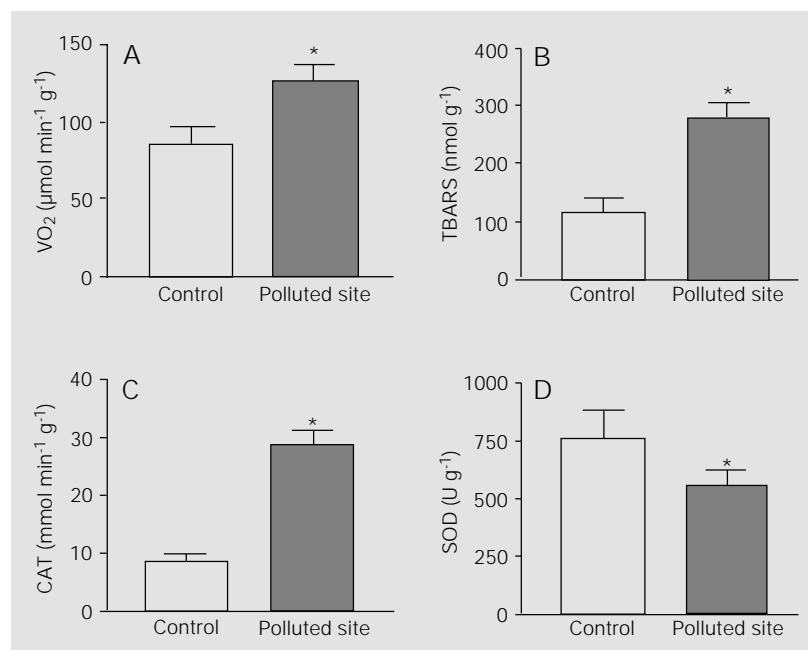 A
VO₂ (μmol min⁻¹ g⁻¹)
150
100
50
0
*
Control Polluted site
B
TBARS (nmol g⁻¹)
400
300
200
100
0
*
Control Polluted site
C
CAT (mmol min⁻¹ g⁻¹)
40
30
20
10
0
*
Control Polluted site
D
SOD (U g⁻¹)
1000
750
500
250
0
*
Control Polluted site